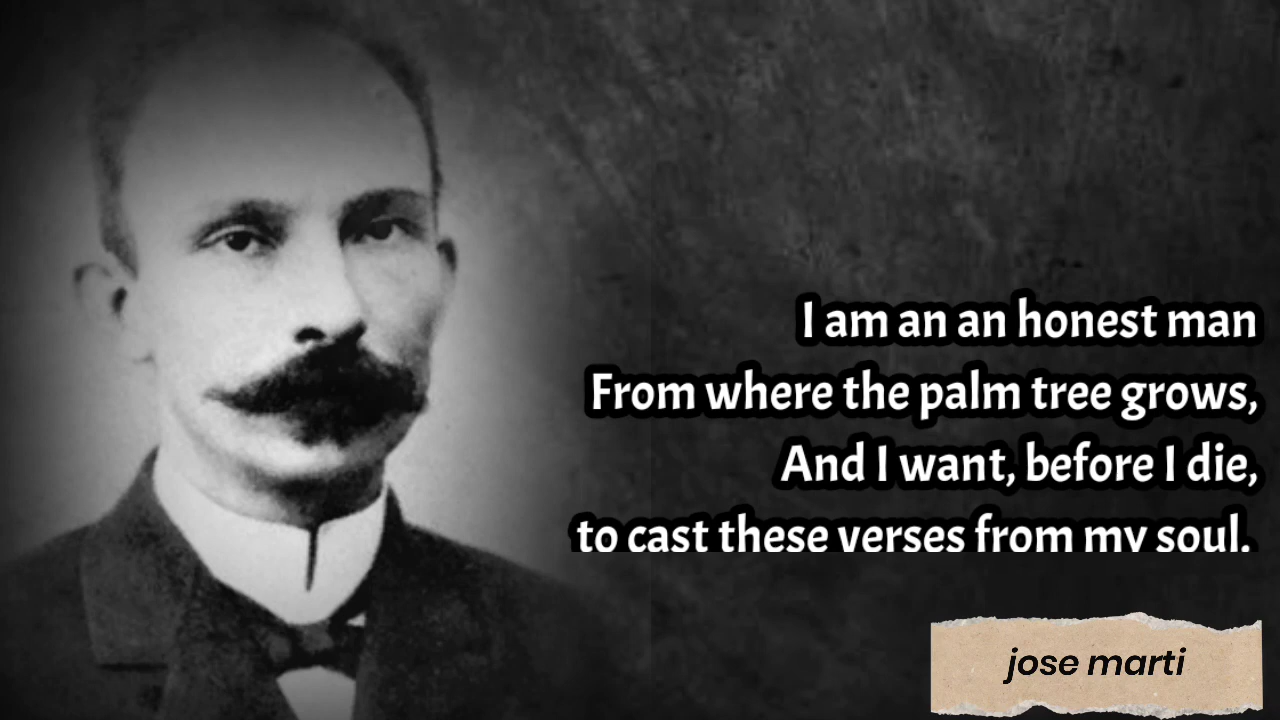 I am an an honest man
From where the palm tree grows,
And I want, before I die,
to cast these verses from my soul.
jose marti